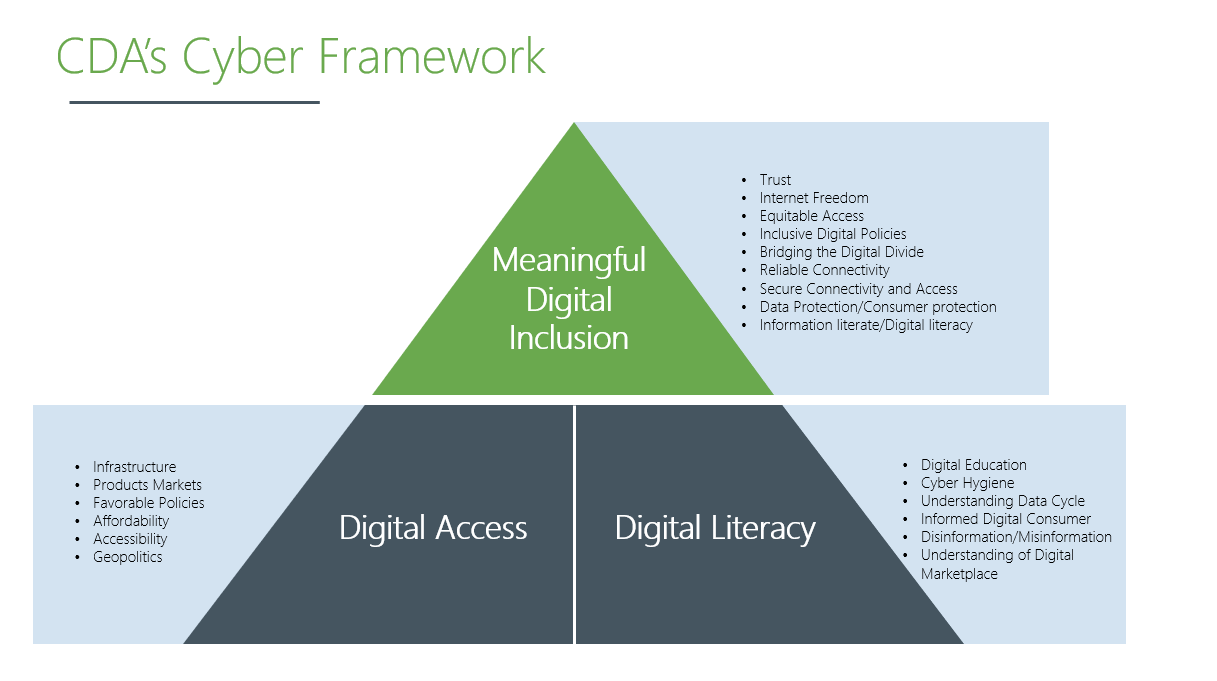 CDA's Cyber Framework
Meaningful
Digital
Inclusion
• Trust
• Internet Freedom
• Equitable Access
• Inclusive Digital Policies
• Bridging the Digital Divide
• Reliable Connectivity
• Secure Connectivity and Access
• Data Protection/Consumer protection
• Information literate/Digital literacy
• Infrastructure
• Products Markets
• Favorable Policies
• Affordability
• Accessibility
• Geopolitics
Digital Access
Digital Literacy
• Digital Education
• Cyber Hygiene
• Understanding Data Cycle
• Informed Digital Consumer
• Disinformation/Misinformation
• Understanding of Digital
Marketplace